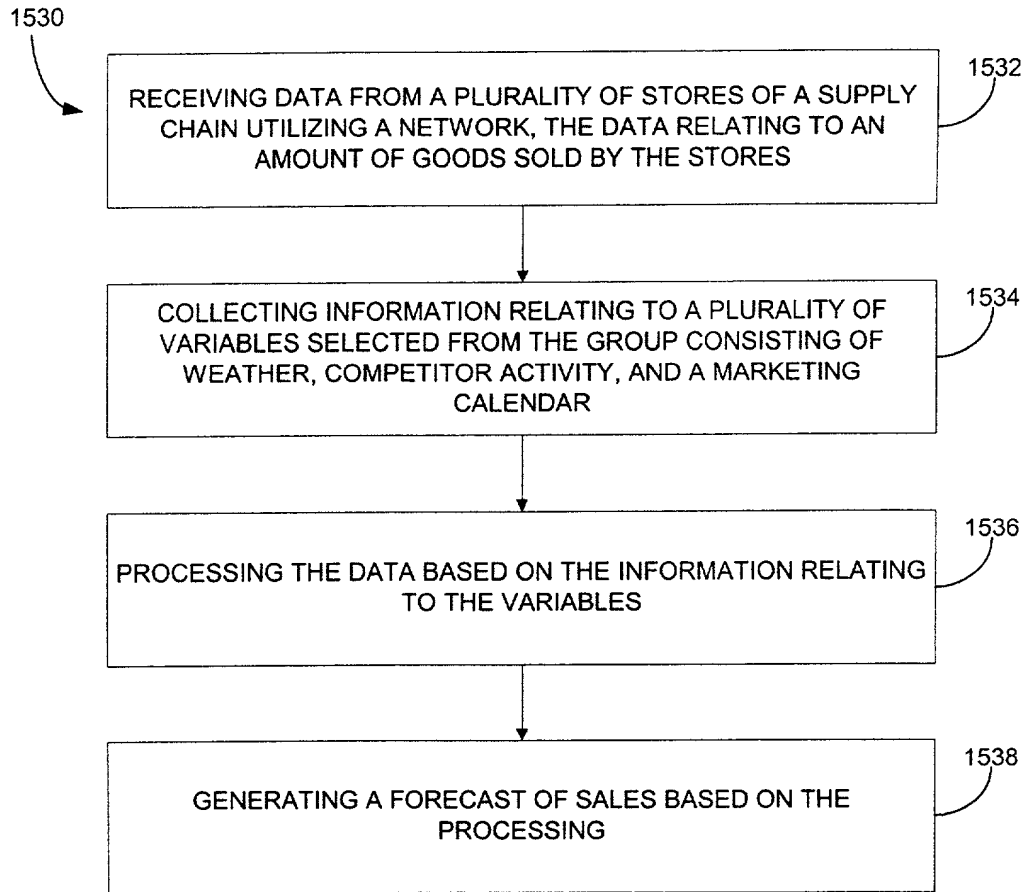 1530
1532
RECEIVING DATA FROM A PLURALITY OF STORES OF A SUPPLY
CHAIN UTILIZING A NETWORK, THE DATA RELATING TO AN
AMOUNT OF GOODS SOLD BY THE STORES
1534
COLLECTING INFORMATION RELATING TO A PLURALITY OF
VARIABLES SELECTED FROM THE GROUP CONSISTING OF
WEATHER, COMPETITOR ACTIVITY, AND A MARKETING
CALENDAR
1536
PROCESSING THE DATA BASED ON THE INFORMATION RELATING
TO THE VARIABLES
1538
GENERATING A FORECAST OF SALES BASED ON THE
PROCESSING